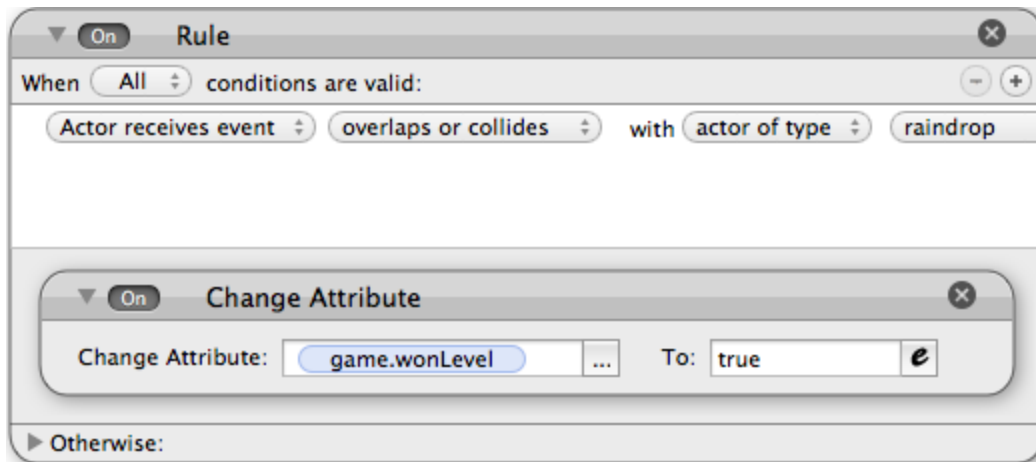 On Rule
When All conditions are valid:
Actor receives event overlaps or collides with actor of type raindrop
On Change Attribute
Change Attribute: game.wonLevel ... To: true e
Otherwise: